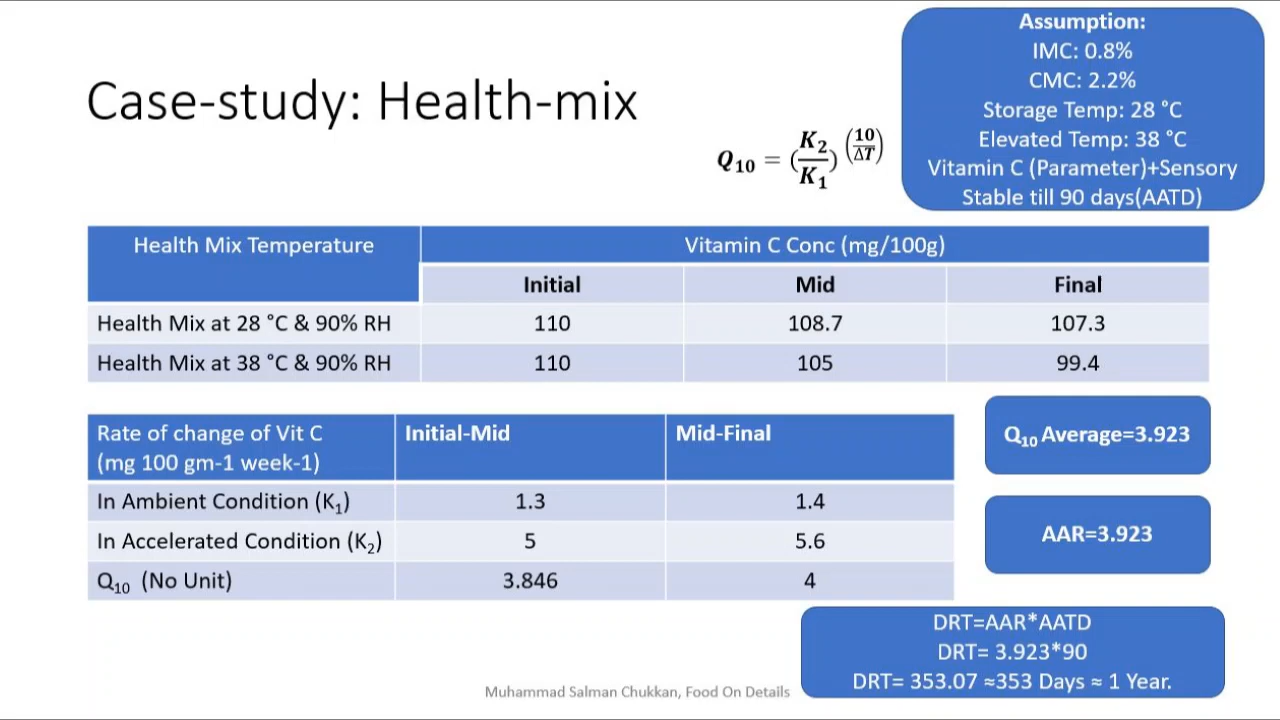 Assumption:
IMC: 0.8%
CMC: 2.2%
Storage Temp: 28 °C
Elevated Temp: 38 °C
Vitamin C (Parameter)+Sensory
Stable till 90 days(AATD)
Case-study: Health-mix
Q₁₀ = (K₂/K₁)^(10/ΔT)
Health Mix Temperature Vitamin C Conc (mg/100g)
Initial Mid Final
Health Mix at 28 °C & 90% RH 110 108.7 107.3
Health Mix at 38 °C & 90% RH 110 105 99.4
Rate of change of Vit C Initial-Mid Mid-Final
(mg 100 gm-1 week-1)
In Ambient Condition (K₁) 1.3 1.4
In Accelerated Condition (K₂) 5 5.6
Q₁₀ (No Unit) 3.846 4
Q₁₀ Average=3.923
AAR=3.923
DRT=AAR*AATD
DRT= 3.923*90
DRT= 353.07 ≈353 Days ≈ 1 Year.
Muhammad Salman Chukkan, Food On Details